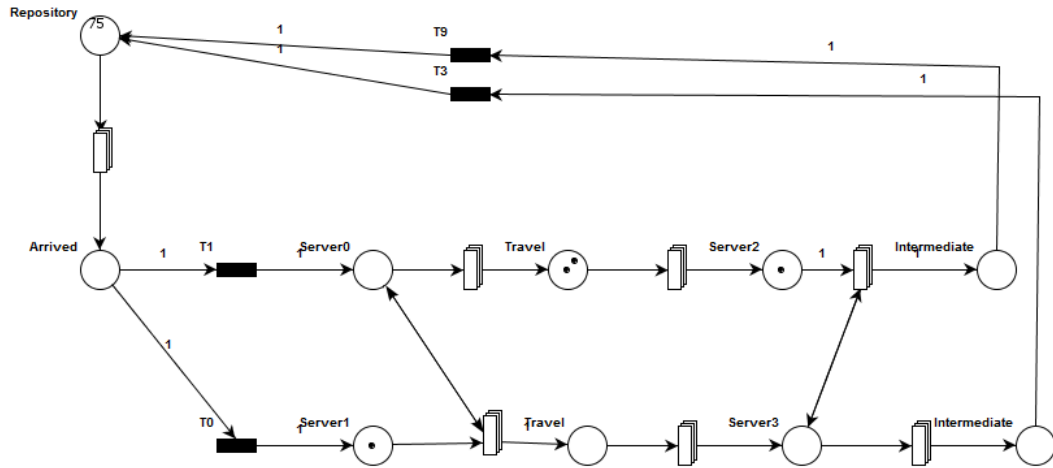 Repository
75
1
T9
1
1
T3
1
Arrived
1
T1
1
Server0
Travel
Server2
1
Intermediate
1
1
T0
1
Server1
1
Travel
Server3
Intermediate